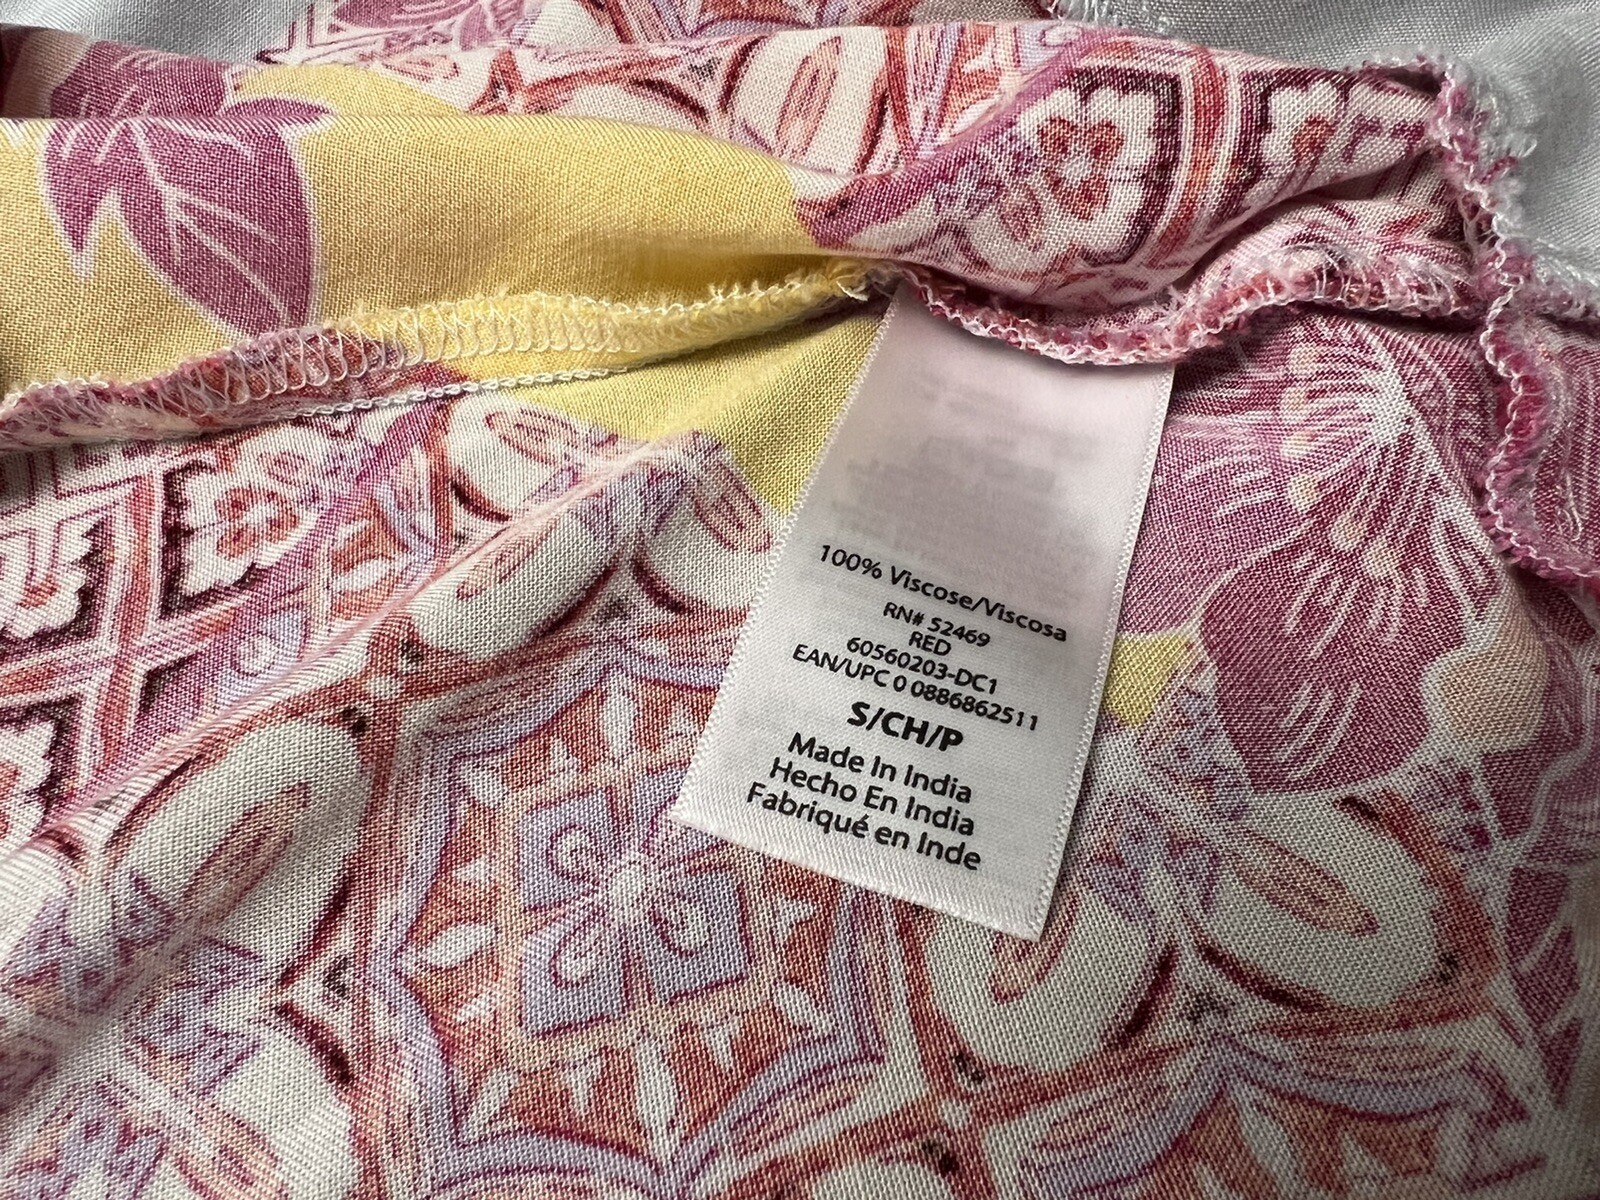 100% Viscose/Viscosa
RN# 52469
RED
60560203-DC1
EAN/UPC 0 0886862511
S/CH/P
Made In India
Hecho En India
Fabriqué en Inde